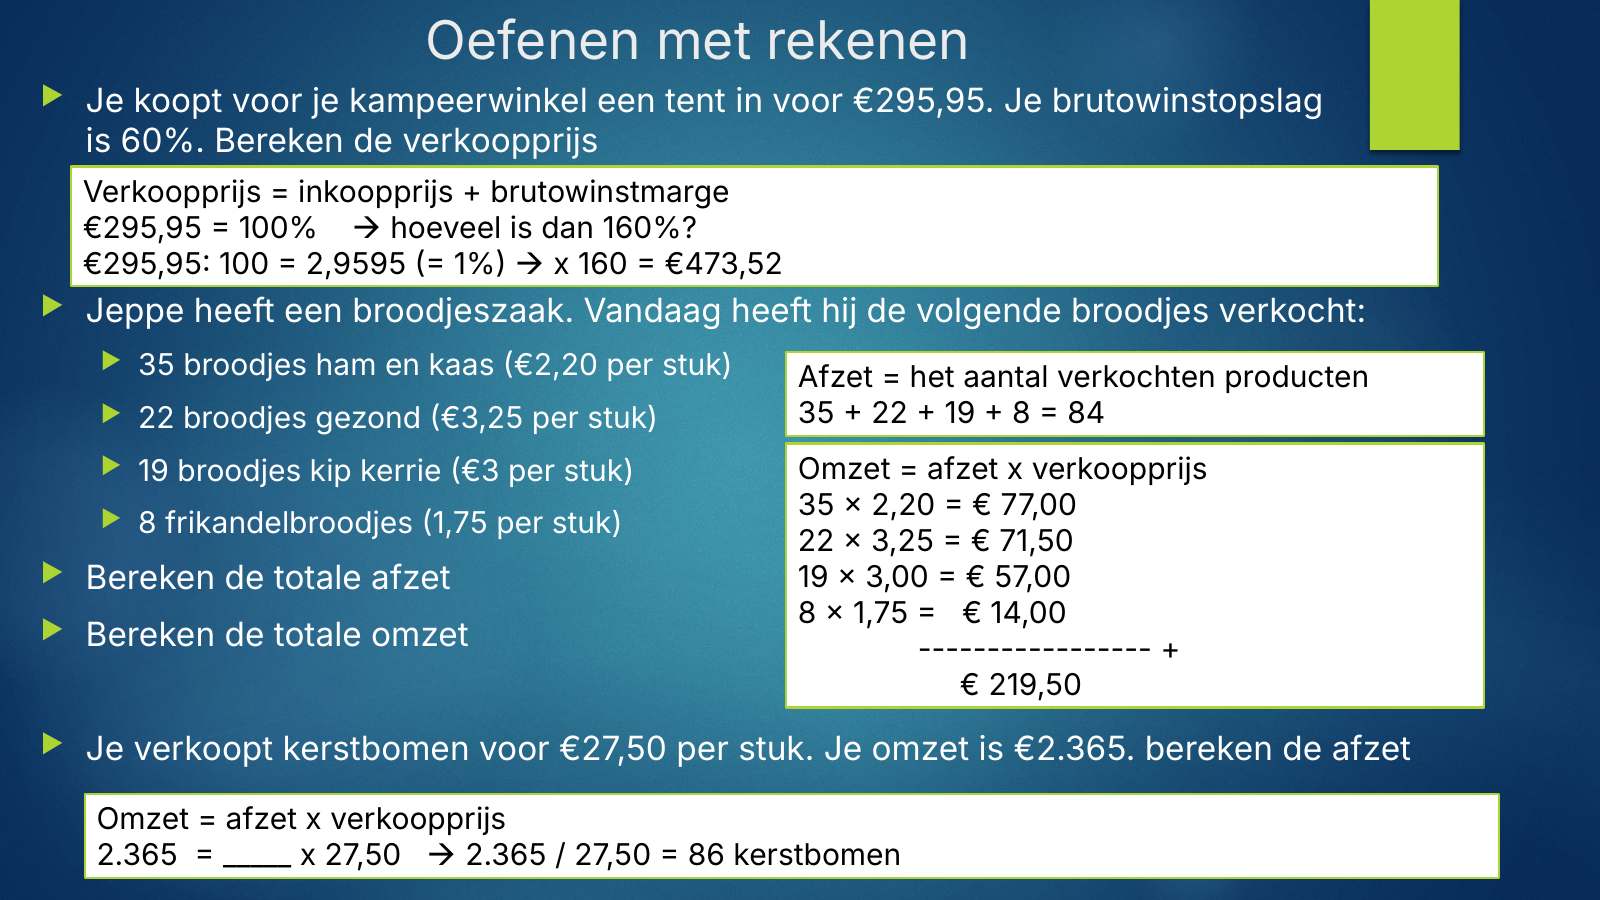 Oefenen met rekenen
Je koopt voor je kampeerwinkel een tent in voor €295,95. Je brutowinstopslag
is 60%. Bereken de verkoopprijs
Verkoopprijs = inkoopprijs + brutowinstmarge
€295,95 = 100% → hoeveel is dan 160%?
€295,95: 100 = 2,9595 (= 1%) → x 160 = €473,52
Jeppe heeft een broodjeszaak. Vandaag heeft hij de volgende broodjes verkocht:
35 broodjes ham en kaas (€2,20 per stuk)
22 broodjes gezond (€3,25 per stuk)
19 broodjes kip kerrie (€3 per stuk)
8 frikandelbroodjes (1,75 per stuk)
Bereken de totale afzet
Bereken de totale omzet
Afzet = het aantal verkochten producten
35 + 22 + 19 + 8 = 84
Omzet = afzet x verkoopprijs
35 × 2,20 = € 77,00
22 × 3,25 = € 71,50
19 × 3,00 = € 57,00
8 × 1,75 = € 14,00
----------------- +
€ 219,50
Je verkoopt kerstbomen voor €27,50 per stuk. Je omzet is €2.365. bereken de afzet
Omzet = afzet x verkoopprijs
2.365 = _____ x 27,50 → 2.365 / 27,50 = 86 kerstbomen